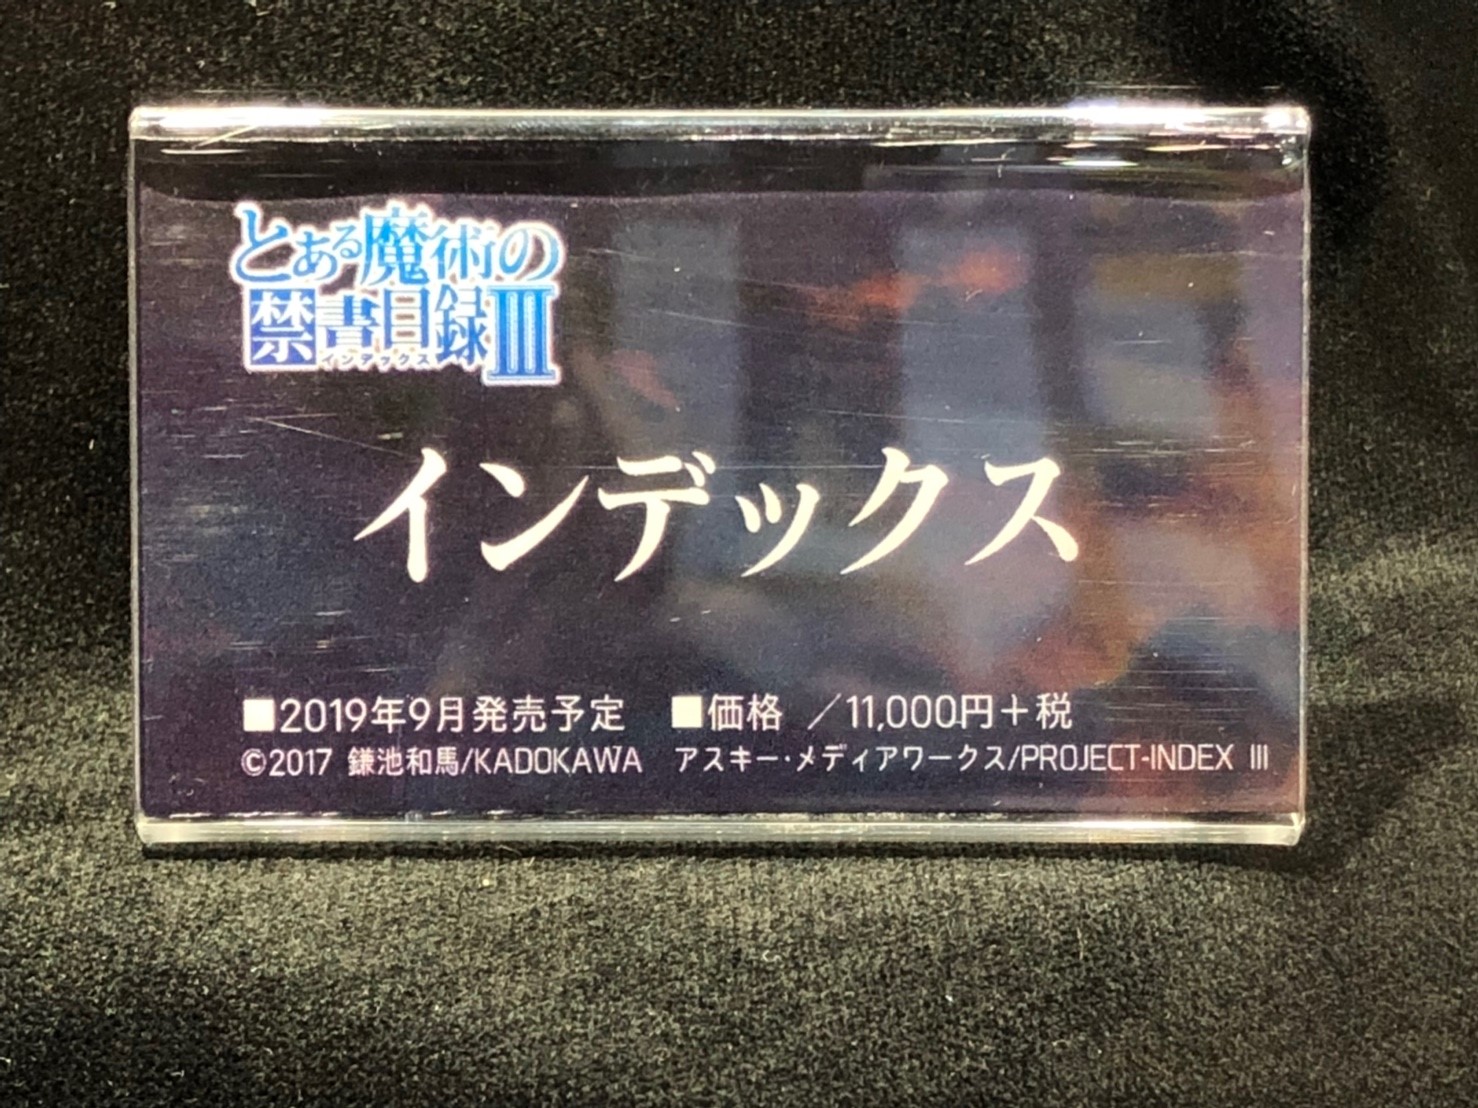 とある魔術の
禁書目録III
インデックス
インデックス
■2019年9月発売予定 ■価格 ／11,000円＋税
©2017 鎌池和馬/KADOKAWA アスキー・メディアワークス/PROJECT-INDEX III